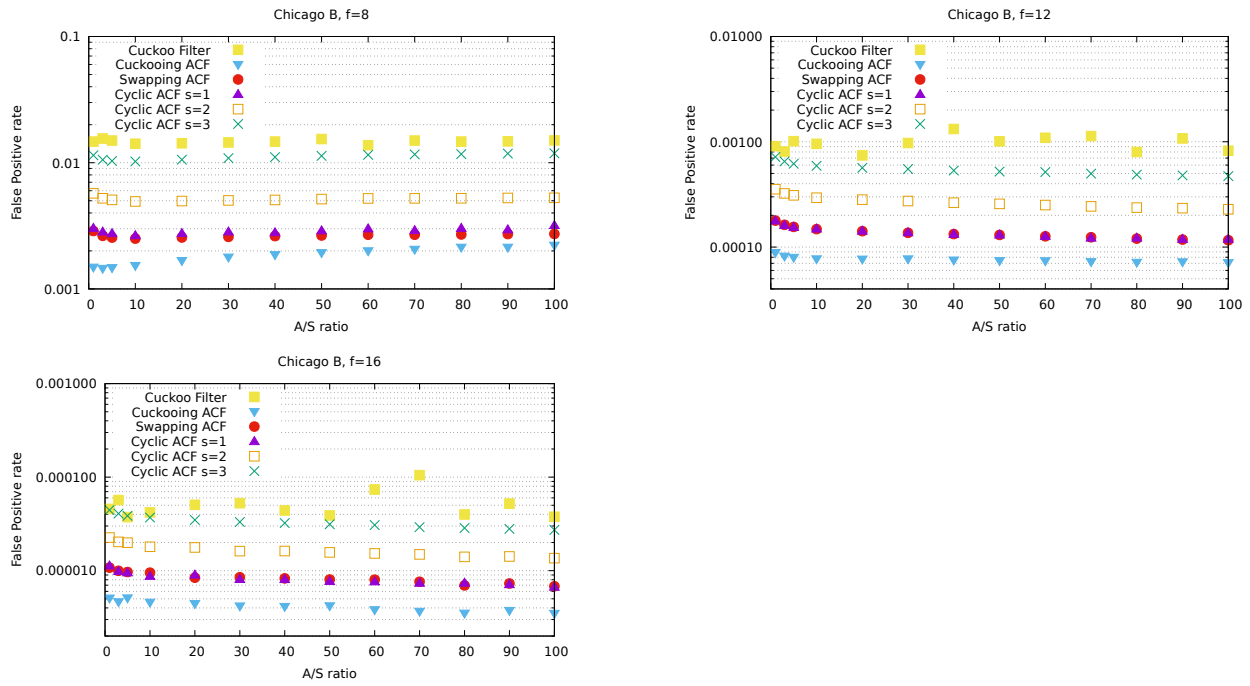 Chicago B, f=8
0.1
0.01
0.001
False Positive rate
Cuckoo Filter
Cuckooing ACF
Swapping ACF
Cyclic ACF s=1
Cyclic ACF s=2
Cyclic ACF s=3
0 10 20 30 40 50 60 70 80 90 100
A/S ratio
Chicago B, f=12
0.01000
0.00100
0.00010
False Positive rate
Cuckoo Filter
Cuckooing ACF
Swapping ACF
Cyclic ACF s=1
Cyclic ACF s=2
Cyclic ACF s=3
0 10 20 30 40 50 60 70 80 90 100
A/S ratio
Chicago B, f=16
0.001000
0.000100
0.000010
False Positive rate
Cuckoo Filter
Cuckooing ACF
Swapping ACF
Cyclic ACF s=1
Cyclic ACF s=2
Cyclic ACF s=3
0 10 20 30 40 50 60 70 80 90 100
A/S ratio